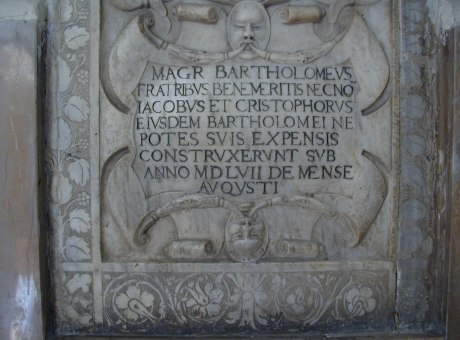 MAGR BARTHOLOMEVS
FRATRIBVS BENEMERITIS NECNO
IACOBVS ET CRISTOPHORVS
EIVSDEM BARTHOLOMEI NE
POTES SVIS EXPENSIS
CONSTRVXERVNT SVB
ANNO MDLVII DE MENSE
AVQVSTI